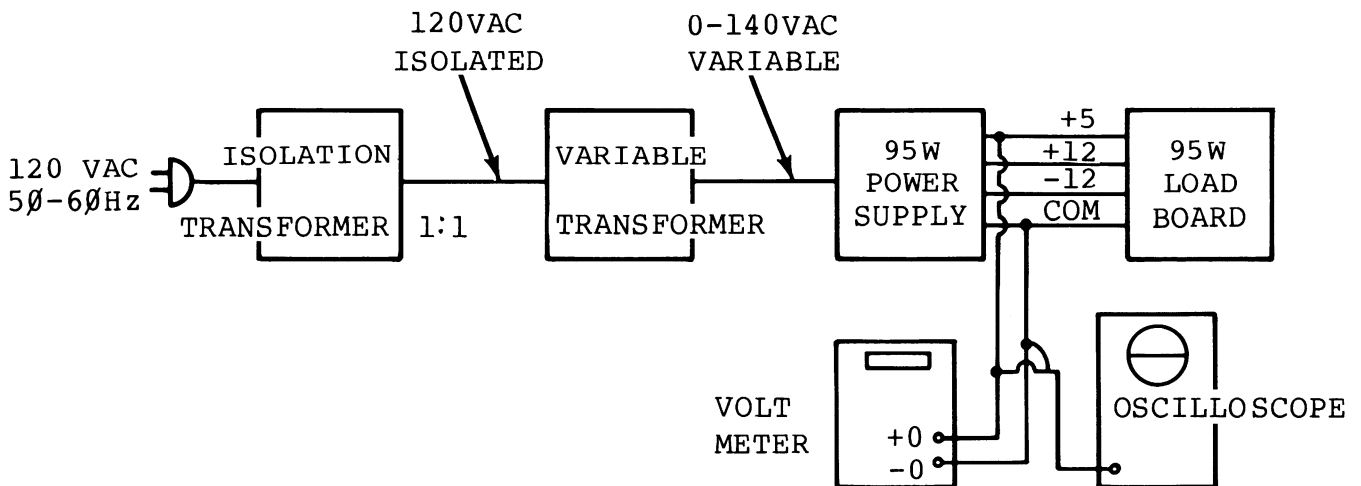 120VAC
ISOLATED
0-140VAC
VARIABLE
120 VAC
5Ø-6ØHz
ISOLATION
TRANSFORMER
1:1
VARIABLE
TRANSFORMER
95W
POWER
SUPPLY
+5
+12
-12
COM
95W
LOAD
BOARD
VOLT
METER
+0
-0
OSCILLOSCOPE